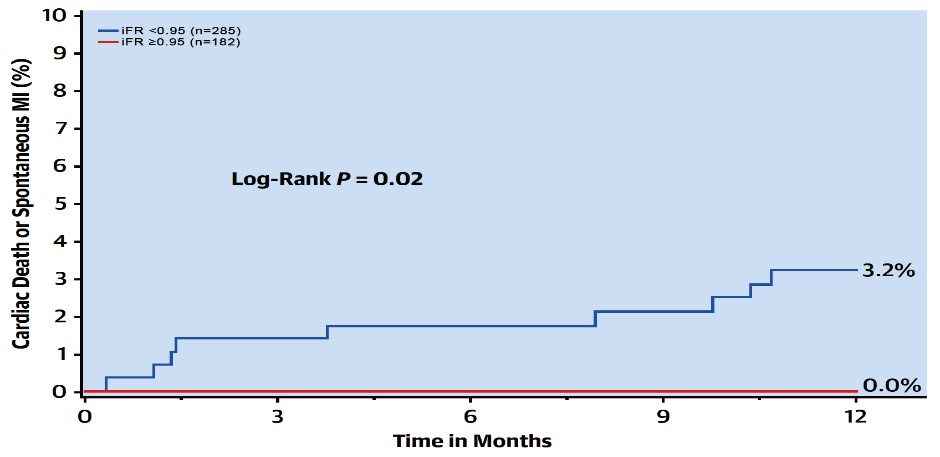 10
9
8
7
6
5
4
3
2
1
0
Cardiac Death or Spontaneous MI (%)
iFR <0.95 (n=285)
iFR ≥0.95 (n=182)
Log-Rank P = 0.02
3.2%
0.0%
0 3 6 9 12
Time in Months